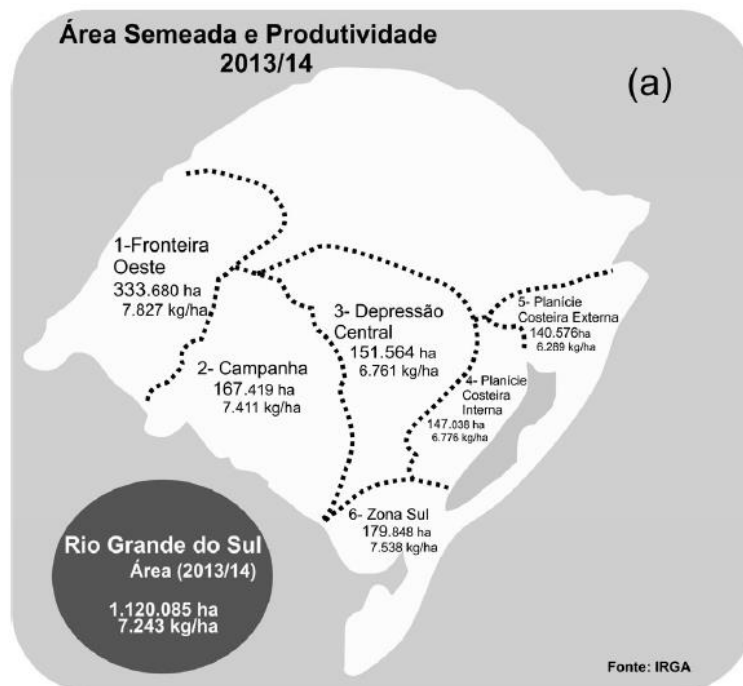 Área Semeada e Produtividade
2013/14
(a)
1-Fronteira
Oeste
333.680 ha
7.827 kg/ha
2- Campanha
167.419 ha
7.411 kg/ha
3- Depressão
Central
151.564 ha
6.761 kg/ha
5- Planície
Costeira Externa
140.576ha
6.289 kg/ha
4- Planície
Costeira
Interna
147.038 ha
6.776 kg/ha
6- Zona Sul
179.848 ha
7.538 kg/ha
Rio Grande do Sul
Área (2013/14)
1.120.085 ha
7.243 kg/ha
Fonte: IRGA